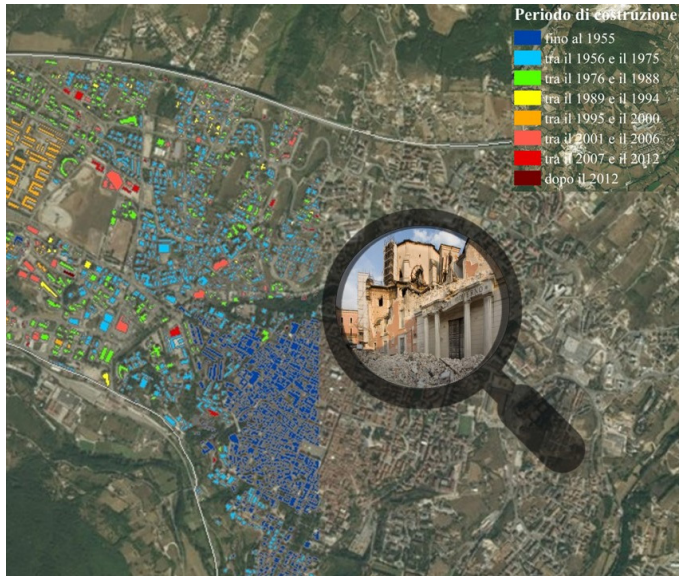 Periodo di costruzione
fino al 1955
tra il 1956 e il 1975
tra il 1976 e il 1988
tra il 1989 e il 1994
tra il 1995 e il 2000
tra il 2001 e il 2006
tra il 2007 e il 2012
dopo il 2012